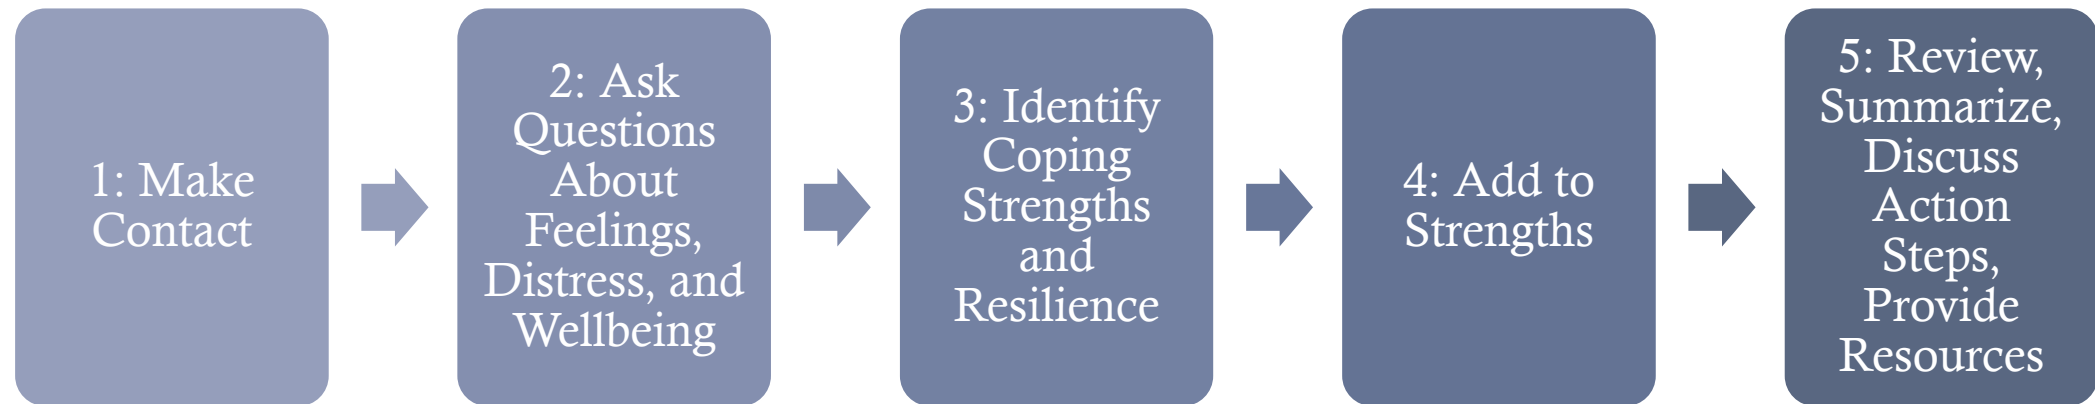 1: Make
Contact
2: Ask
Questions
About
Feelings,
Distress, and
Wellbeing
3: Identify
Coping
Strengths
and
Resilience
4: Add to
Strengths
5: Review,
Summarize,
Discuss
Action
Steps,
Provide
Resources